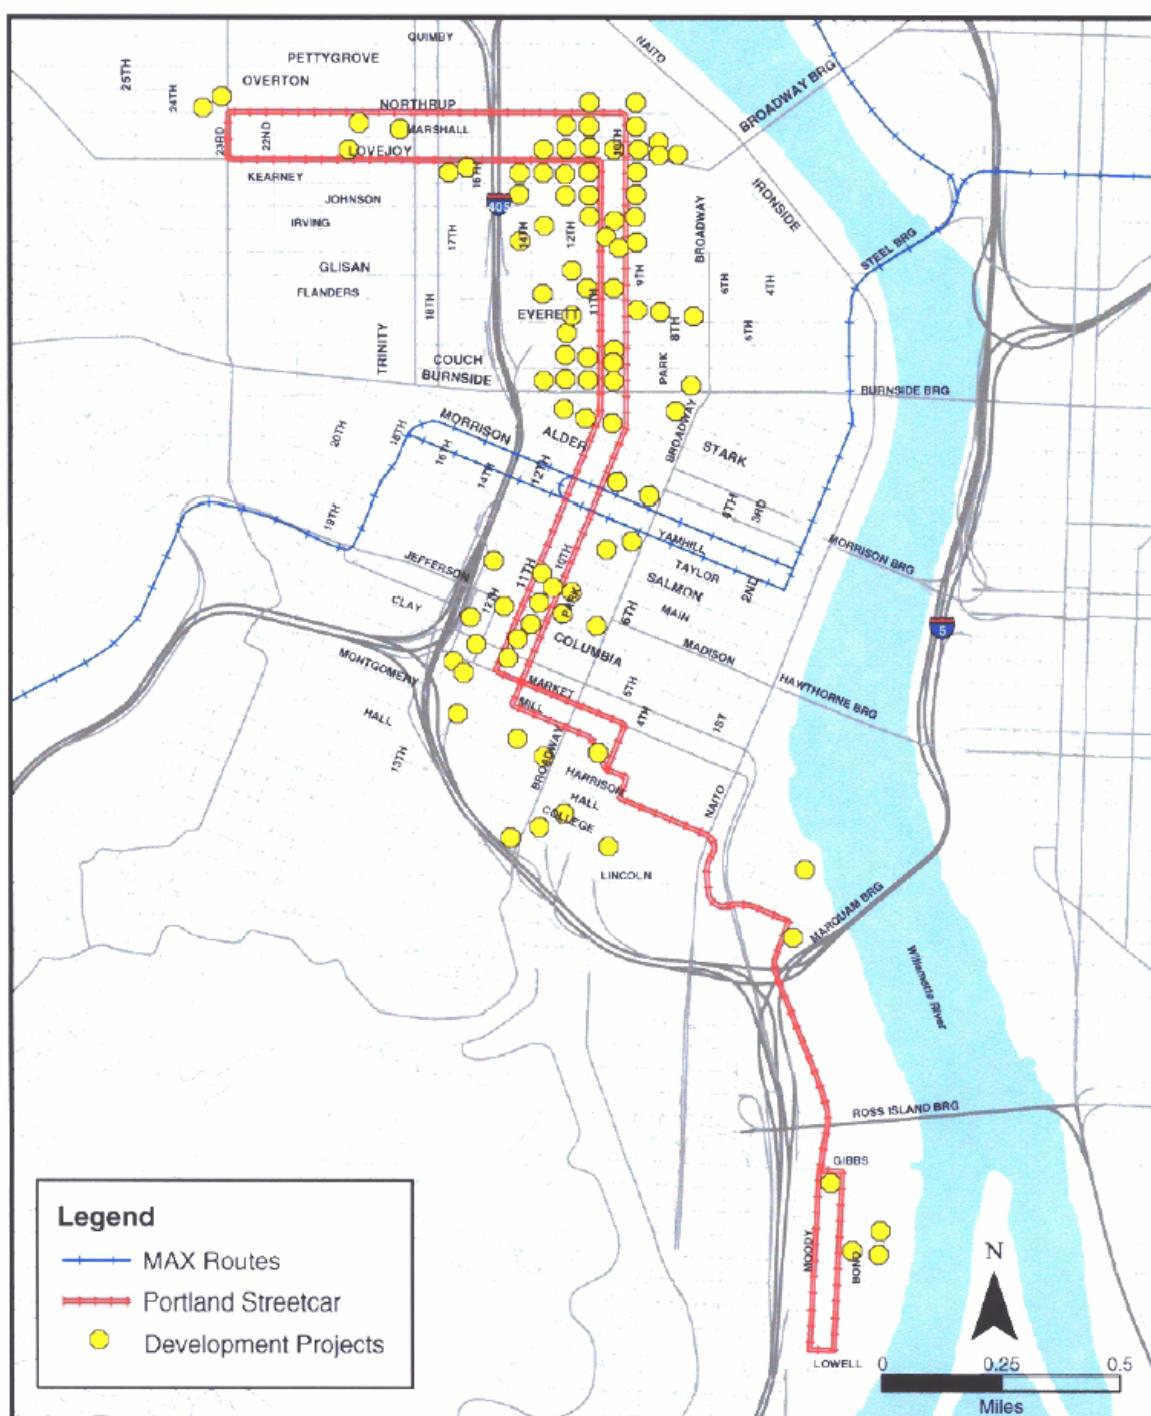 QUIMBY
NAITO
PETTYGROVE
25TH
OVERTON
24TH
BROADWAY BRG
NORTHRUP
23RD
22ND
MARSHALL
10TH
LOVEJOY
KEARNEY
16TH
IRONSIDE
JOHNSON
405
IRVING
17TH
14TH
12TH
BROADWAY
STEEL BRG
GLISAN
9TH
6TH
4TH
FLANDERS
18TH
11TH
EVERETT
8TH
5TH
TRINITY
COUCH
PARK
BURNSIDE
BURNSIDE BRG
MORRISON
20TH
18TH
ALDER
BROADWAY
STARK
16TH
14TH
12TH
4TH
3RD
19TH
YAMHILL
MORRISON BRG
JEFFERSON
11TH
10TH
TAYLOR
SALMON
2ND
CLAY
12TH
PARK
6TH
MAIN
5
COLUMBIA
MADISON
MONTGOMERY
MARKET
5TH
HAWTHORNE BRG
HALL
MILL
4TH
1ST
13TH
BROADWAY
HARRISON
HALL
NAITO
COLLEGE
LINCOLN
MARQUAM BRG
Willamette River
ROSS ISLAND BRG
GIBBS
MOODY
BOND
LOWELL
Legend
MAX Routes
Portland Streetcar
Development Projects
N
0 0.25 0.5
Miles